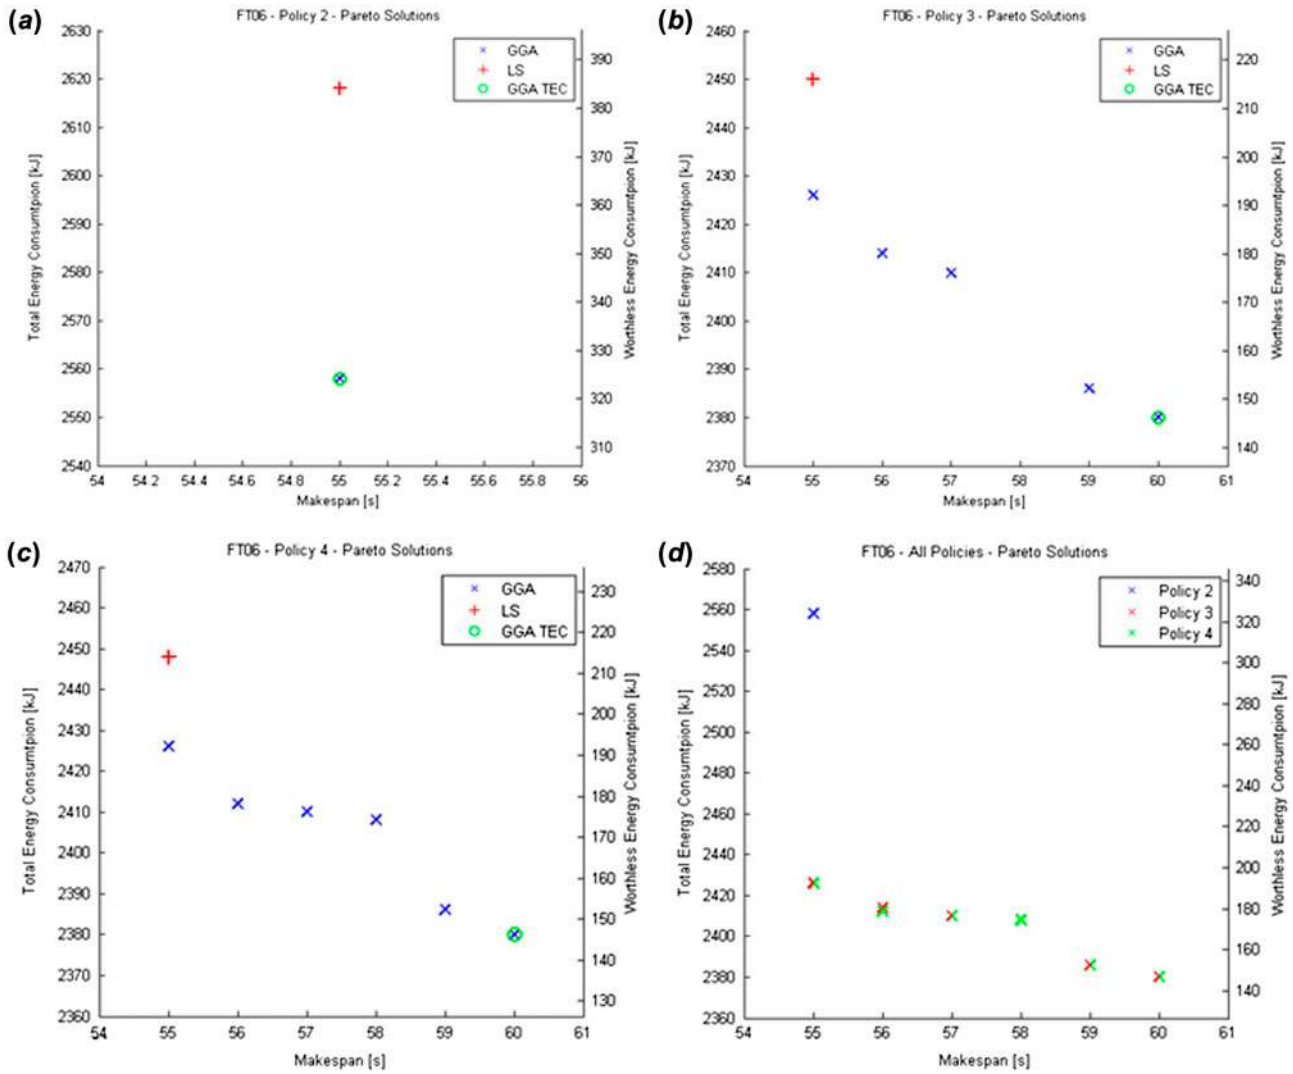 (a)
FT06 - Policy 2 - Pareto Solutions
2630
2620
2610
2600
2590
2580
2570
2560
2550
2540
Total Energy Consumtpion [kJ]
GGA
LS
GGA TEC
390
380
370
360
350
340
330
320
310
Worthless Energy Consumtpion [kJ]
54 54.2 54.4 54.6 54.8 55 55.2 55.4 55.6 55.8 56
Makespan [s]
(b)
FT06 - Policy 3 - Pareto Solutions
2460
2450
2440
2430
2420
2410
2400
2390
2380
2370
Total Energy Consumtpion [kJ]
GGA
LS
GGA TEC
220
210
200
190
180
170
160
150
140
Worthless Energy Consumtpion [kJ]
54 55 56 57 58 59 60 61
Makespan [s]
(c)
FT06 - Policy 4 - Pareto Solutions
2470
2460
2450
2440
2430
2420
2410
2400
2390
2380
2370
2360
Total Energy Consumtpion [kJ]
GGA
LS
GGA TEC
230
220
210
200
190
180
170
160
150
140
130
Worthless Energy Consumtpion [kJ]
54 55 56 57 58 59 60 61
Makespan [s]
(d)
FT06 - All Policies - Pareto Solutions
2580
2560
2540
2520
2500
2480
2460
2440
2420
2400
2380
2360
Total Energy Consumtpion [kJ]
Policy 2
Policy 3
Policy 4
340
320
300
280
260
240
220
200
180
160
140
Worthless Energy Consumtpion [kJ]
54 55 56 57 58 59 60 61
Makespan [s]